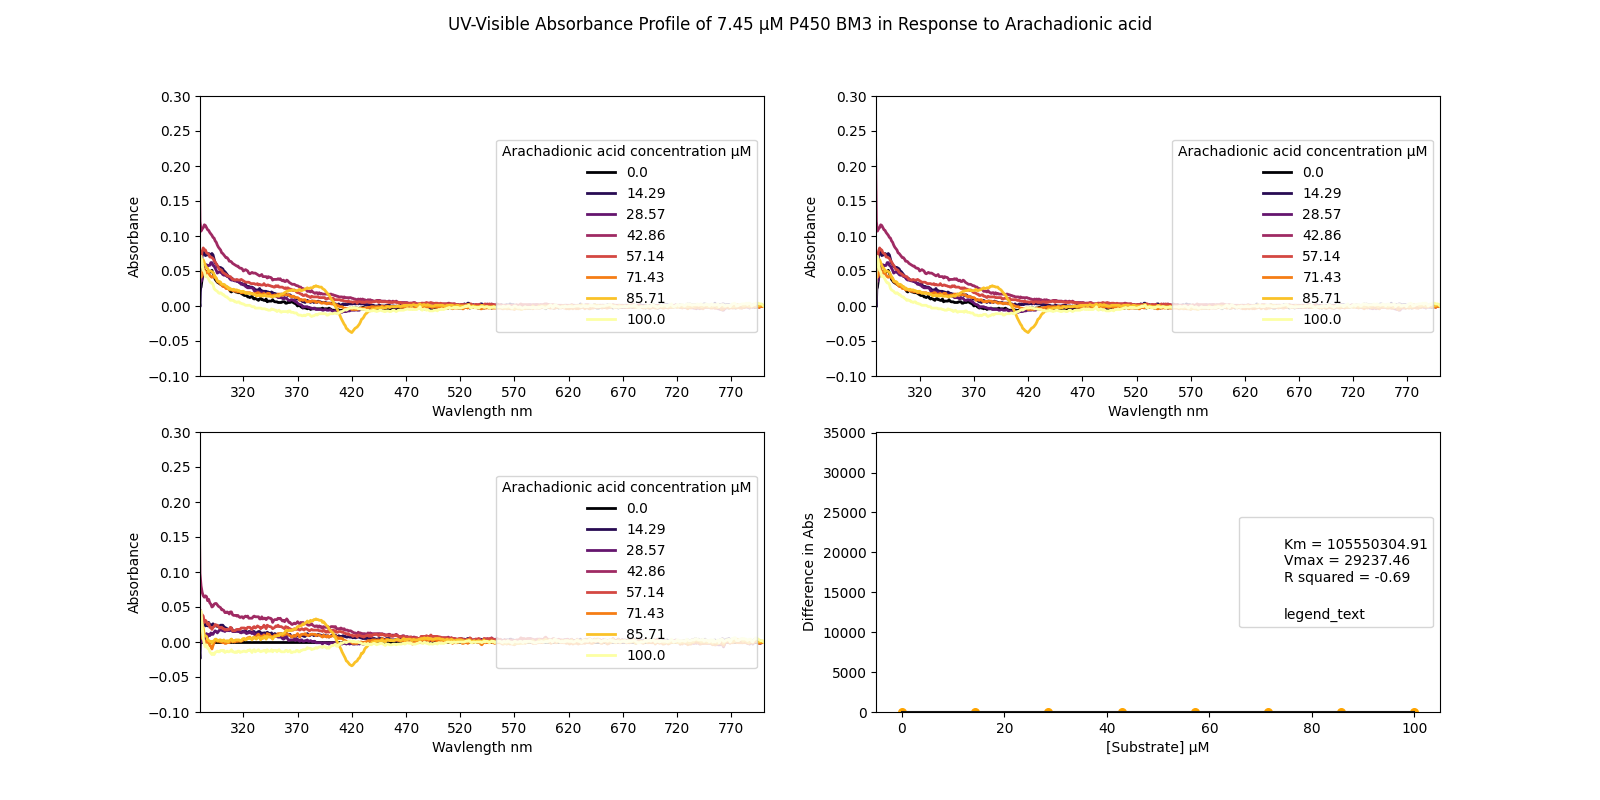 UV-Visible Absorbance Profile of 7.45 µM P450 BM3 in Response to Arachadionic acid
0.30
0.25
0.20
0.15
0.10
0.05
0.00
−0.05
−0.10
Absorbance
Arachadionic acid concentration µM
0.0
14.29
28.57
42.86
57.14
71.43
85.71
100.0
320 370 420 470 520 570 620 670 720 770
Wavlength nm
0.30
0.25
0.20
0.15
0.10
0.05
0.00
−0.05
−0.10
Absorbance
Arachadionic acid concentration µM
0.0
14.29
28.57
42.86
57.14
71.43
85.71
100.0
320 370 420 470 520 570 620 670 720 770
Wavlength nm
0.30
0.25
0.20
0.15
0.10
0.05
0.00
−0.05
−0.10
Absorbance
Arachadionic acid concentration µM
0.0
14.29
28.57
42.86
57.14
71.43
85.71
100.0
320 370 420 470 520 570 620 670 720 770
Wavlength nm
35000
30000
25000
20000
15000
10000
5000
0
Difference in Abs
Km = 105550304.91
Vmax = 29237.46
R squared = -0.69
legend_text
0 20 40 60 80 100
[Substrate] µM